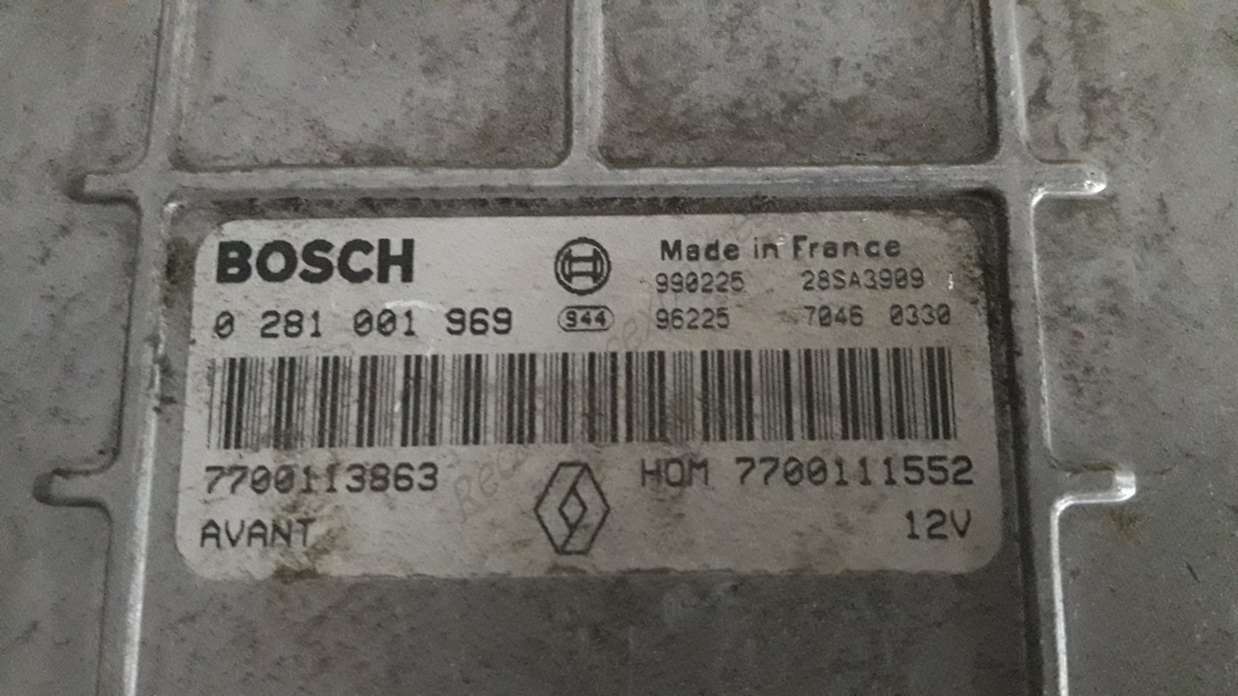 BOSCH
Made in France
990225 28SA3909
0 281 001 969 944 96225 7046 0330
7700113863 HOM 7700111552
AVANT 12V